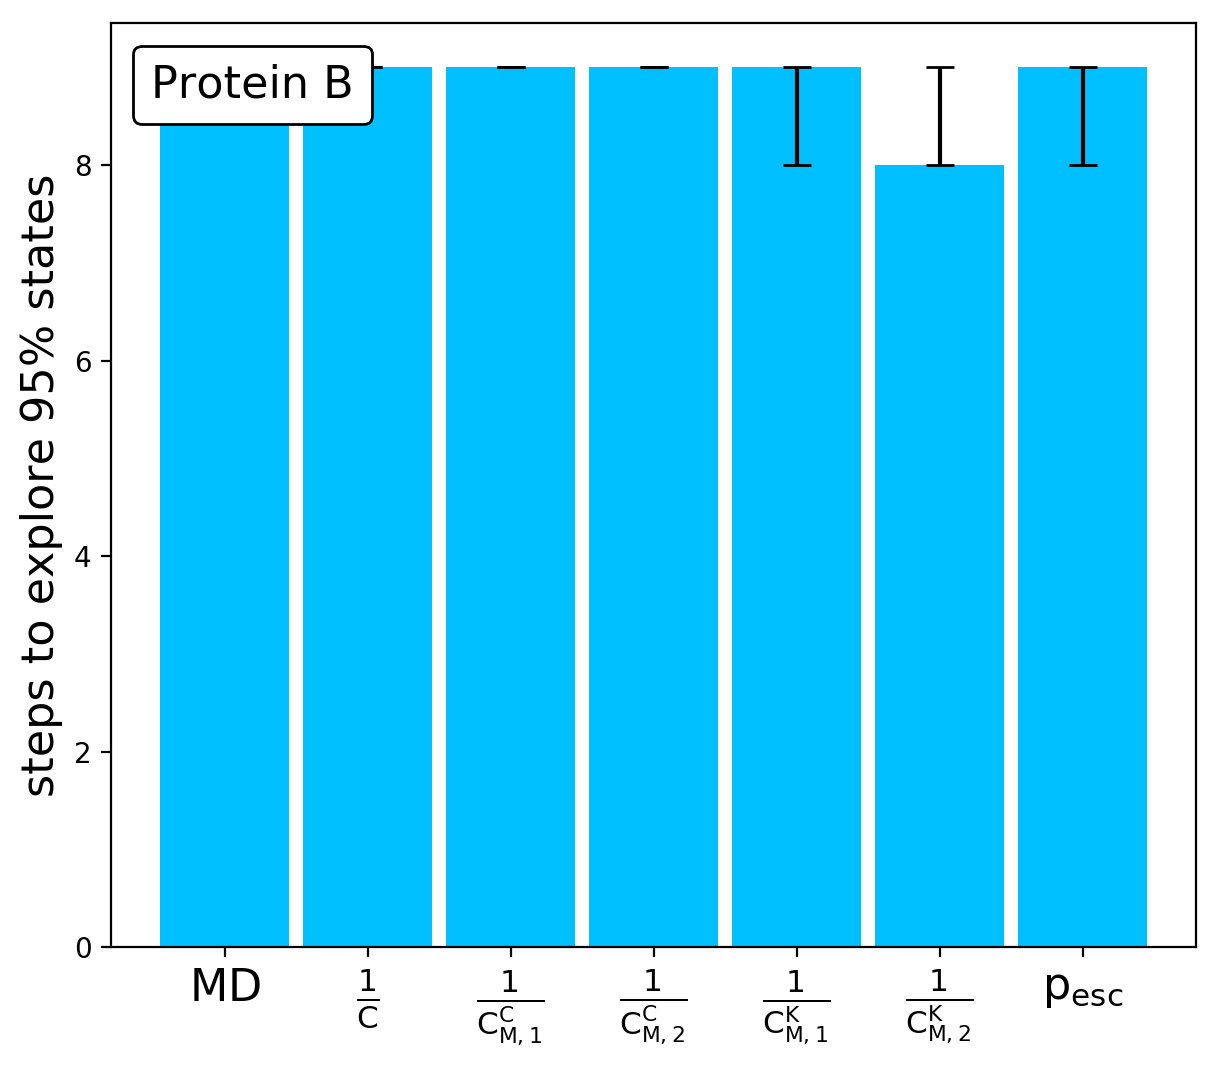 Protein B
steps to explore 95% states
8
6
4
2
0
MD
1/C
1/C^C_M, 1
1/C^C_M, 2
1/C^K_M, 1
1/C^K_M, 2
p_esc